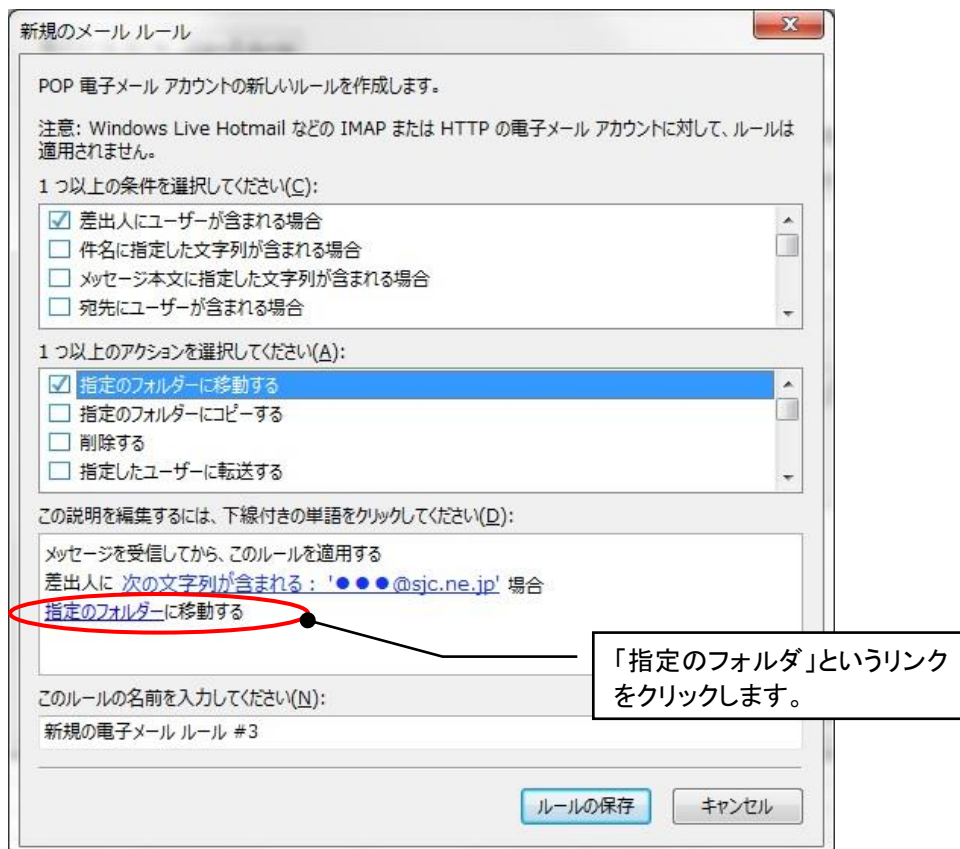 新規のメール ルール
POP 電子メール アカウントの新しいルールを作成します。
注意: Windows Live Hotmail などの IMAP または HTTP の電子メール アカウントに対して、ルールは
適用されません。
1 つ以上の条件を選択してください(C):
差出人にユーザーが含まれる場合
件名に指定した文字列が含まれる場合
メッセージ本文に指定した文字列が含まれる場合
宛先にユーザーが含まれる場合
1 つ以上のアクションを選択してください(A):
指定のフォルダーに移動する
指定のフォルダーにコピーする
削除する
指定したユーザーに転送する
この説明を編集するには、下線付きの単語をクリックしてください(D):
メッセージを受信してから、このルールを適用する
差出人に 次の文字列が含まれる: '●●●@sjc.ne.jp' 場合
指定のフォルダーに移動する
「指定のフォルダ」というリンク
をクリックします。
このルールの名前を入力してください(N):
新規の電子メール ルール #3
ルールの保存 キャンセル